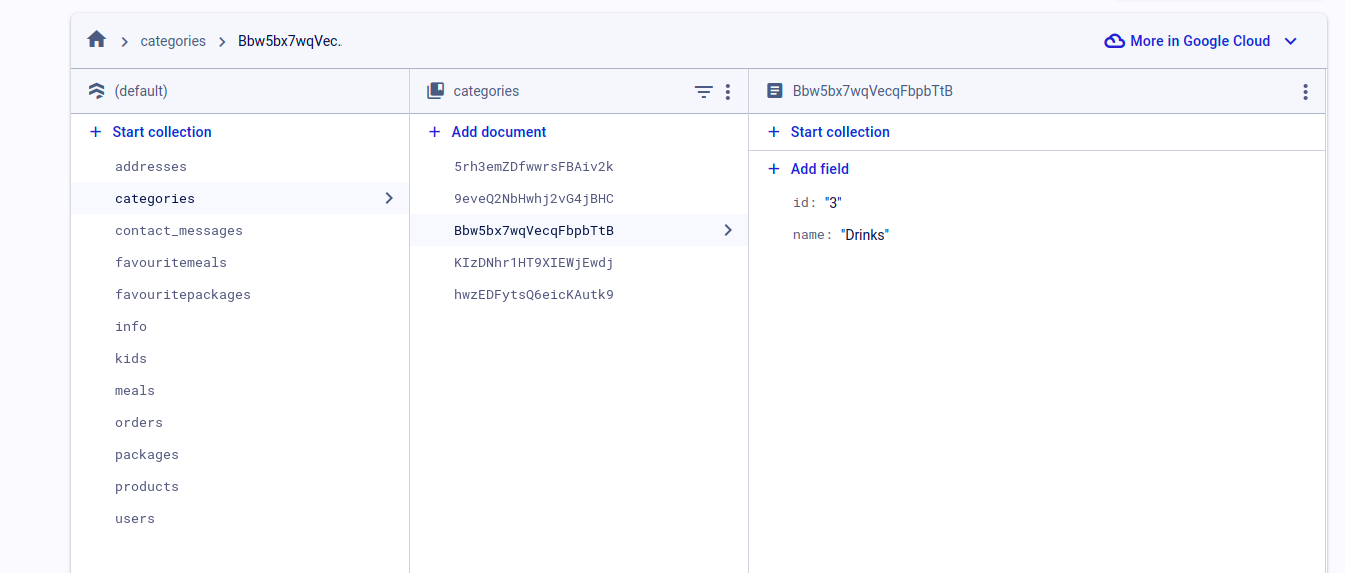 categories Bbw5bx7wqVec..
More in Google Cloud
(default)
categories
Bbw5bx7wqVecqFbpbTtB
+ Start collection
+ Add document
+ Start collection
addresses
categories
contact_messages
favouritemeals
favouritepackages
info
kids
meals
orders
packages
products
users
5rh3emZDfwwrsFBAiv2k
9eveQ2NbHwhj2vG4jBHC
Bbw5bx7wqVecqFbpbTtB
KIzDNhr1HT9XIEWjEwdj
hwzEDFytsQ6eicKAutk9
+ Add field
id: "3"
name: "Drinks"